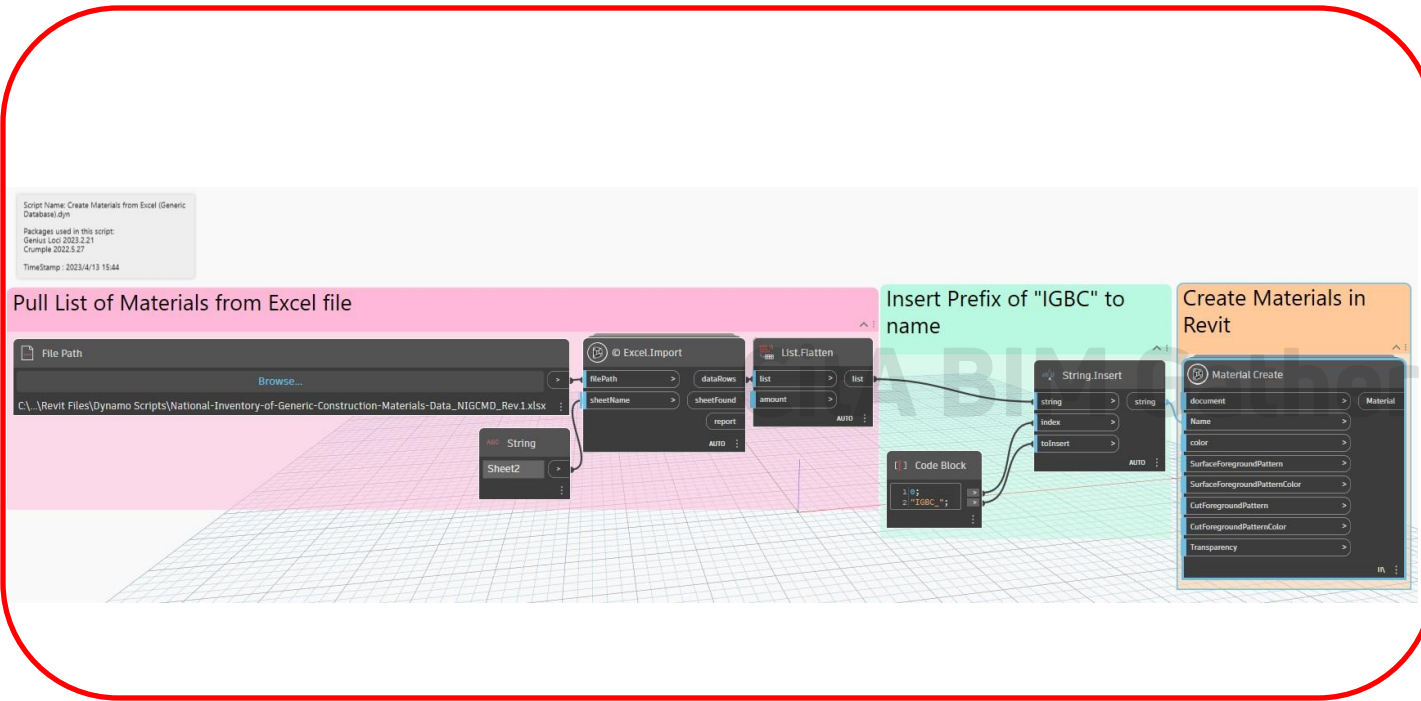 Script Name: Create Materials from Excel (Generic
Database).dyn
Packages used in this script:
Genius Loci 2023.2.21
Crumple 2022.5.27
TimeStamp : 2023/4/13 15:44
Pull List of Materials from Excel file
Insert Prefix of "IGBC" to
name
Create Materials in
Revit
File Path
Browse...
>
C:\...\Revit Files\Dynamo Scripts\National-Inventory-of-Generic-Construction-Materials-Data_NIGCMD_Rev.1.xlsx
ABC String
Sheet2 >
© Excel.Import
filePath > dataRows
sheetName > sheetFound
report
AUTO
List.Flatten
list > list
amount >
AUTO
Code Block
1 0; >
2 "IGBC_"; >
String.Insert
string > string
index >
toInsert >
AUTO
Material Create
document > Material
Name >
color >
SurfaceForegroundPattern >
SurfaceForegroundPatternColor >
CutForegroundPattern >
CutForegroundPatternColor >
Transparency >
BIM Gather